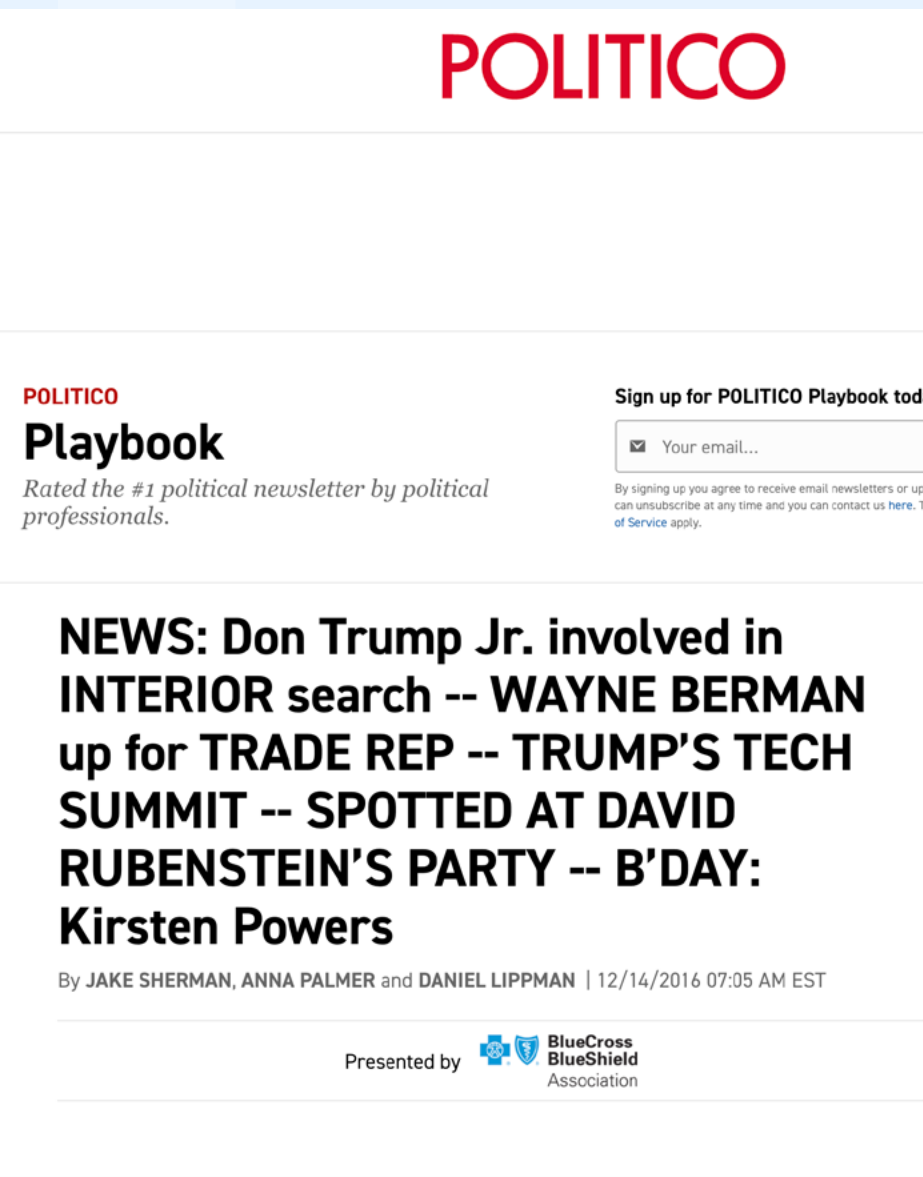 POLITICO
POLITICO
Playbook
Rated the #1 political newsletter by political
professionals.
Sign up for POLITICO Playbook
Your email...
By signing up you agree to receive email newsletters or
can unsubscribe at any time and you can contact us here.
of Service apply.
NEWS: Don Trump Jr. involved in
INTERIOR search -- WAYNE BERMAN
up for TRADE REP -- TRUMP’S TECH
SUMMIT -- SPOTTED AT DAVID
RUBENSTEIN’S PARTY -- B’DAY:
Kirsten Powers
By JAKE SHERMAN, ANNA PALMER and DANIEL LIPPMAN | 12/14/2016 07:05 AM EST
Presented by
BlueCross
BlueShield
Association